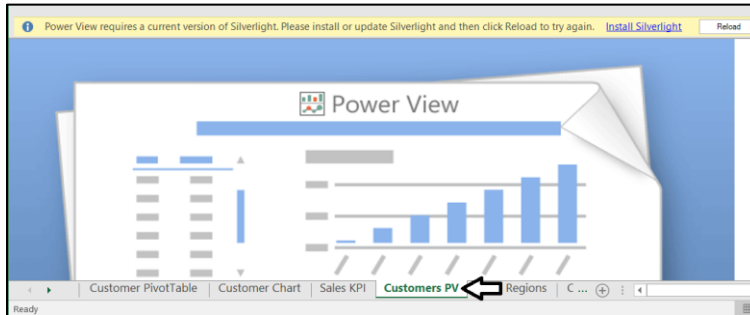 Power View requires a current version of Silverlight. Please install or update Silverlight and then click Reload to try again. Install Silverlight Reload
Power View
Customer PivotTable Customer Chart Sales KPI Customers PV Regions C ...
Ready